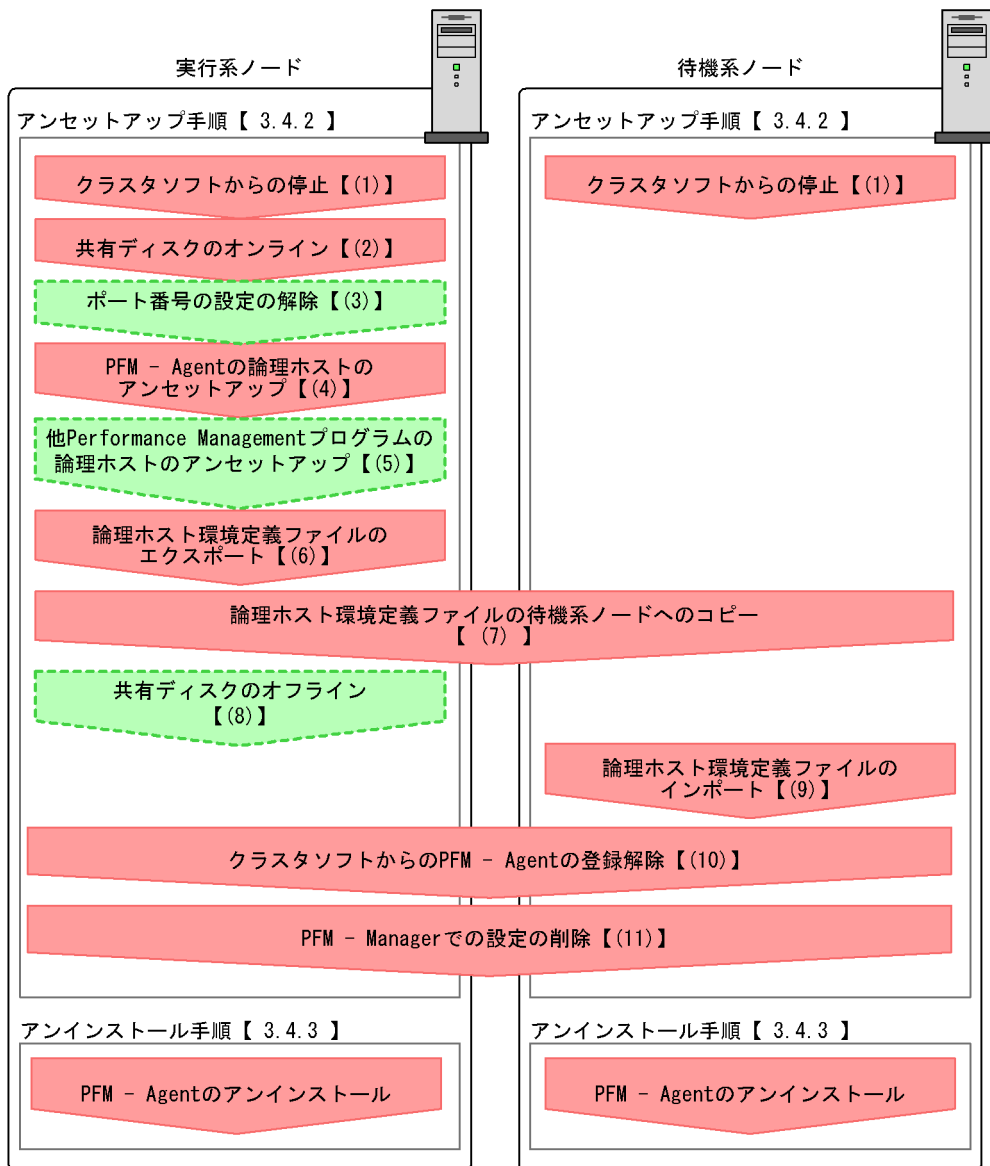 実行系ノード
待機系ノード
アンセットアップ手順【 3.4.2 】
アンセットアップ手順【 3.4.2 】
クラスタソフトからの停止【(1)】
クラスタソフトからの停止【(1)】
共有ディスクのオンライン【(2)】
ポート番号の設定の解除【(3)】
PFM - Agentの論理ホストの
アンセットアップ【(4)】
他Performance Managementプログラムの
論理ホストのアンセットアップ【(5)】
論理ホスト環境定義ファイルの
エクスポート【(6)】
論理ホスト環境定義ファイルの待機系ノードへのコピー
【 (7) 】
共有ディスクのオフライン
【(8)】
論理ホスト環境定義ファイルの
インポート【(9)】
クラスタソフトからのPFM - Agentの登録解除【(10)】
PFM - Managerでの設定の削除【(11)】
アンインストール手順【 3.4.3 】
アンインストール手順【 3.4.3 】
PFM - Agentのアンインストール
PFM - Agentのアンインストール